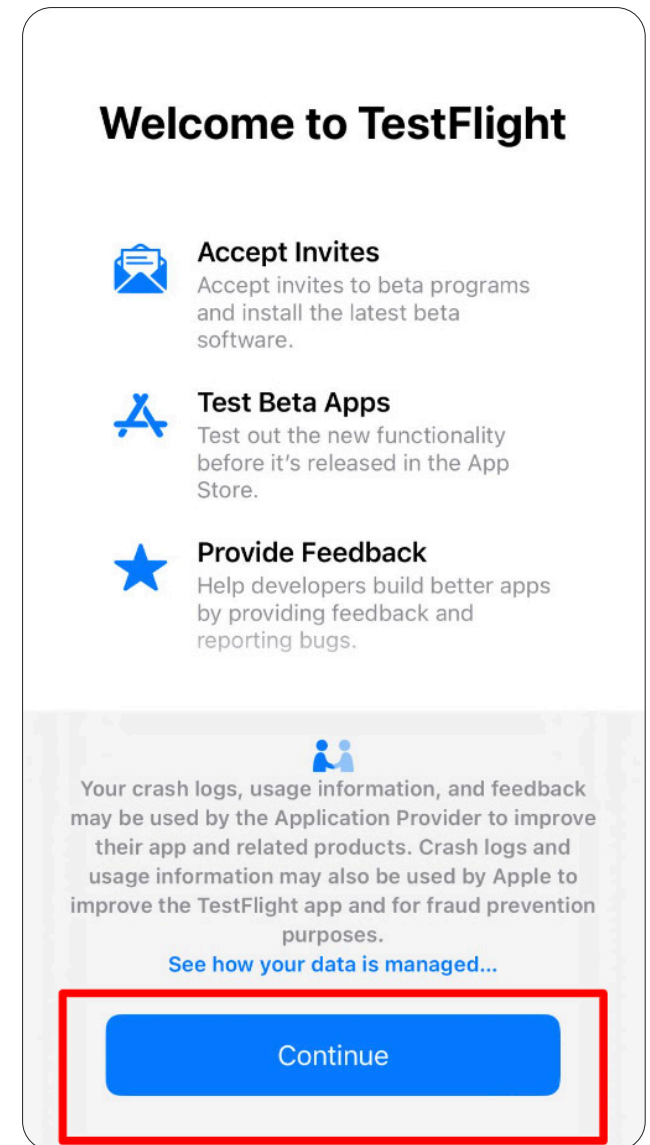 Welcome to TestFlight
Accept Invites
Accept invites to beta programs
and install the latest beta
software.
Test Beta Apps
Test out the new functionality
before it's released in the App
Store.
Provide Feedback
Help developers build better apps
by providing feedback and
reporting bugs.
Your crash logs, usage information, and feedback
may be used by the Application Provider to improve
their app and related products. Crash logs and
usage information may also be used by Apple to
improve the TestFlight app and for fraud prevention
purposes.
See how your data is managed...
Continue